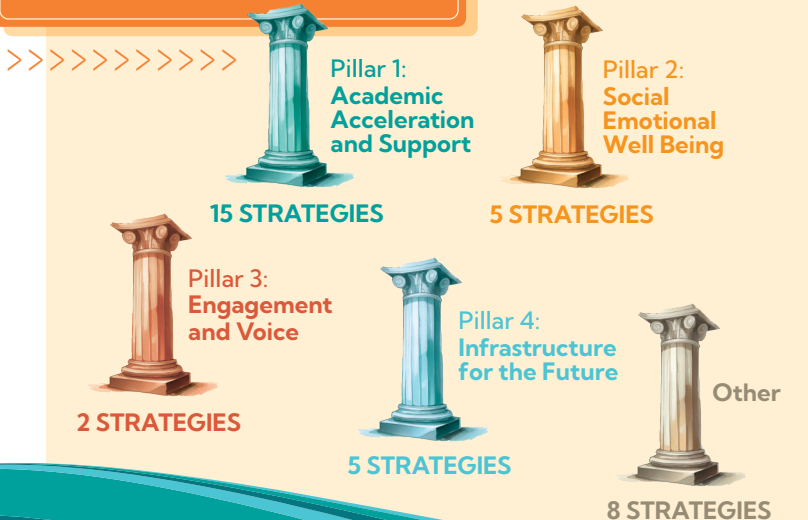 Pillar 1:
Academic
Acceleration
and Support
15 STRATEGIES
Pillar 2:
Social
Emotional
Well Being
5 STRATEGIES
Pillar 3:
Engagement
and Voice
2 STRATEGIES
Pillar 4:
Infrastructure
for the Future
5 STRATEGIES
Other
8 STRATEGIES